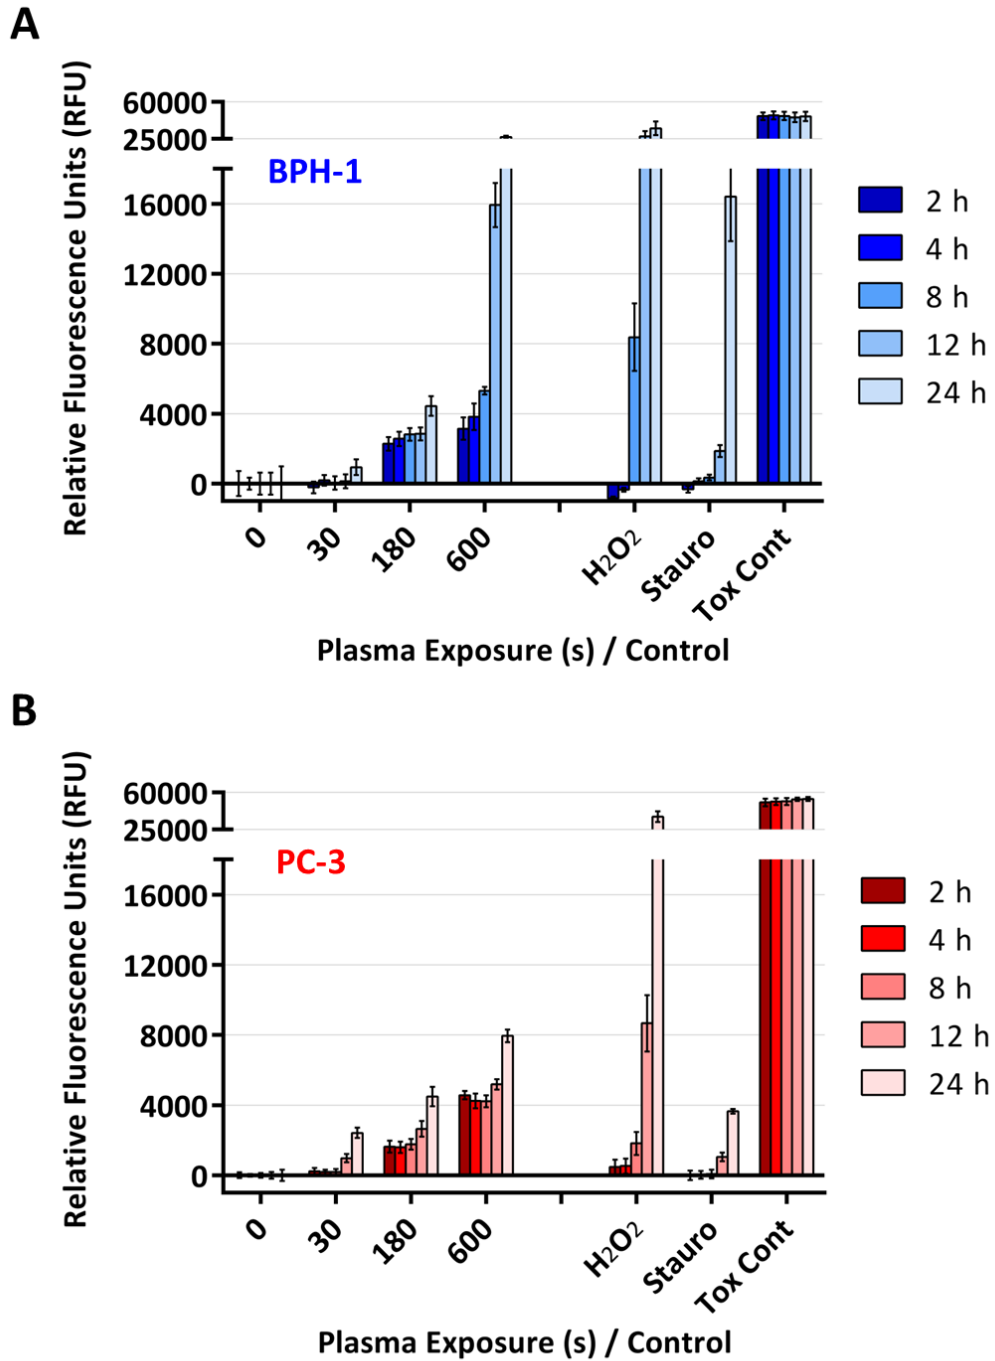 A
Relative Fluorescence Units (RFU)
60000
25000
16000
12000
8000
4000
0
BPH-1
2 h
4 h
8 h
12 h
24 h
0
30
180
600
H2O2
Stauro
Tox Cont
Plasma Exposure (s) / Control
B
Relative Fluorescence Units (RFU)
60000
25000
16000
12000
8000
4000
0
PC-3
2 h
4 h
8 h
12 h
24 h
0
30
180
600
H2O2
Stauro
Tox Cont
Plasma Exposure (s) / Control